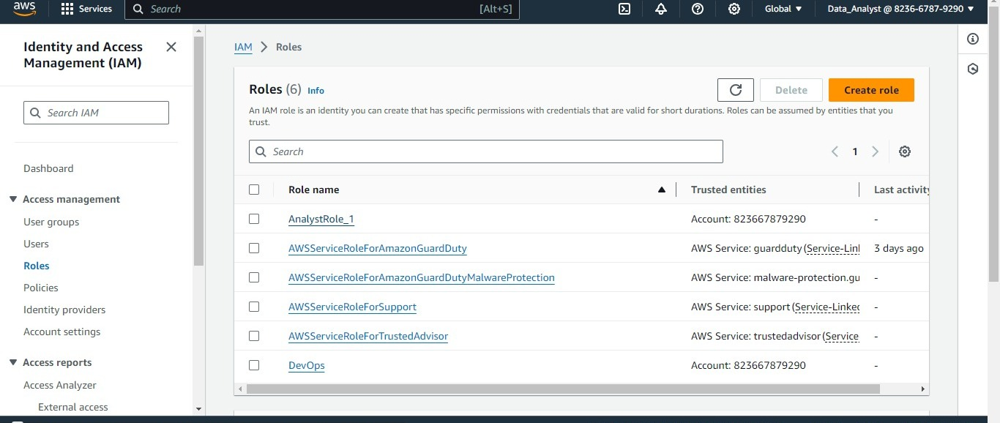 aws
Services
Search
[Alt+S]
Global
Data_Analyst @ 8236-6787-9290
Identity and Access
Management (IAM)
Search IAM
Dashboard
Access management
User groups
Users
Roles
Policies
Identity providers
Account settings
Access reports
Access Analyzer
External access
IAM > Roles
Roles (6) Info
Delete
Create role
An IAM role is an identity you can create that has specific permissions with credentials that are valid for short durations. Roles can be assumed by entities that you
trust.
Search
1
Role name Trusted entities Last activity
AnalystRole_1 Account: 823667879290 -
AWSServiceRoleForAmazonGuardDuty AWS Service: guardduty (Service-Lin 3 days ago
AWSServiceRoleForAmazonGuardDutyMalwareProtection AWS Service: malware-protection.gu -
AWSServiceRoleForSupport AWS Service: support (Service-Linked -
AWSServiceRoleForTrustedAdvisor AWS Service: trustedadvisor (Service -
DevOps Account: 823667879290 -